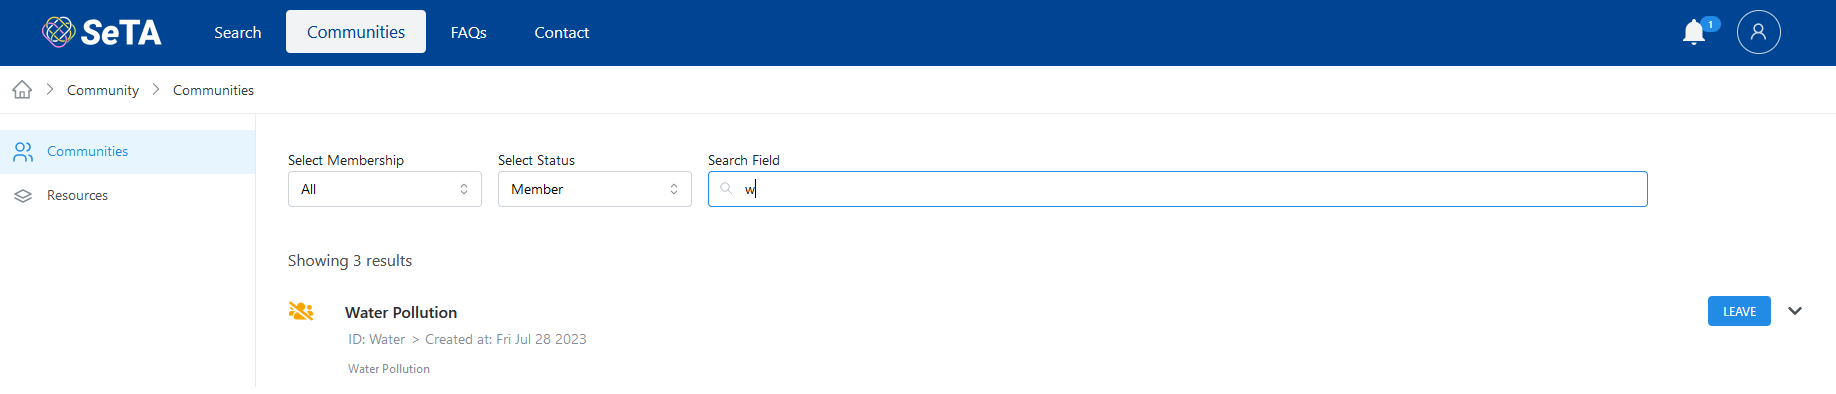 SeTA Search Communities FAQs Contact 1
Community Communities
Communities
Resources
Select Membership Select Status Search Field
All Member w
Showing 3 results
Water Pollution LEAVE
ID: Water > Created at: Fri Jul 28 2023
Water Pollution